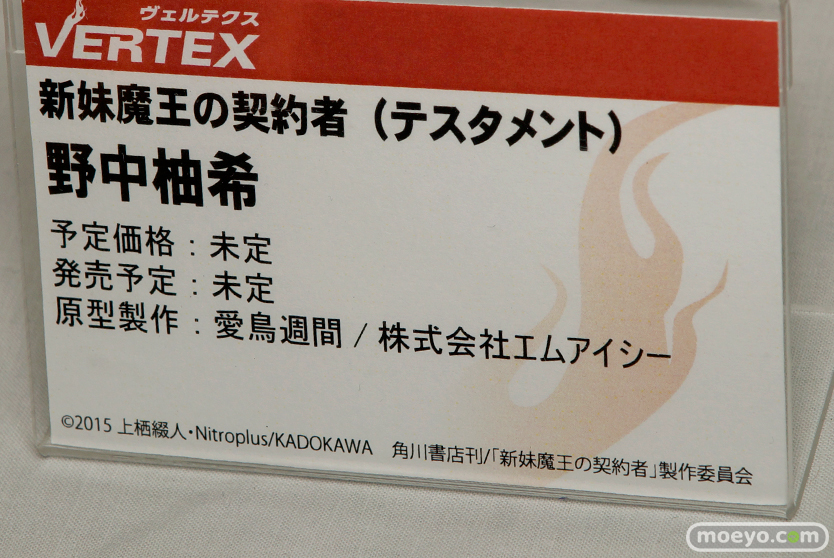 ヴェルテクス
VERTEX
新妹魔王の契約者（テスタメント）
野中柚希
予定価格：未定
発売予定：未定
原型製作：愛鳥週間 / 株式会社エムアイシー
©2015 上栖綴人・Nitroplus/KADOKAWA　角川書店刊/「新妹魔王の契約者」製作委員会
moeyo.com